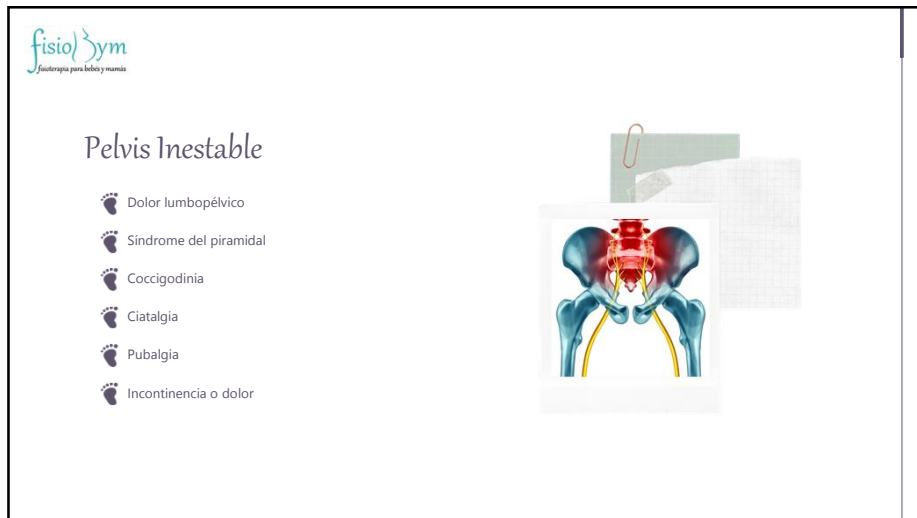 fisioBym
fisioterapia para bebés y mamás
Pelvis Inestable
Dolor lumbopélvico
Síndrome del piramidal
Coccigodinia
Ciatalgia
Pubalgia
Incontinencia o dolor